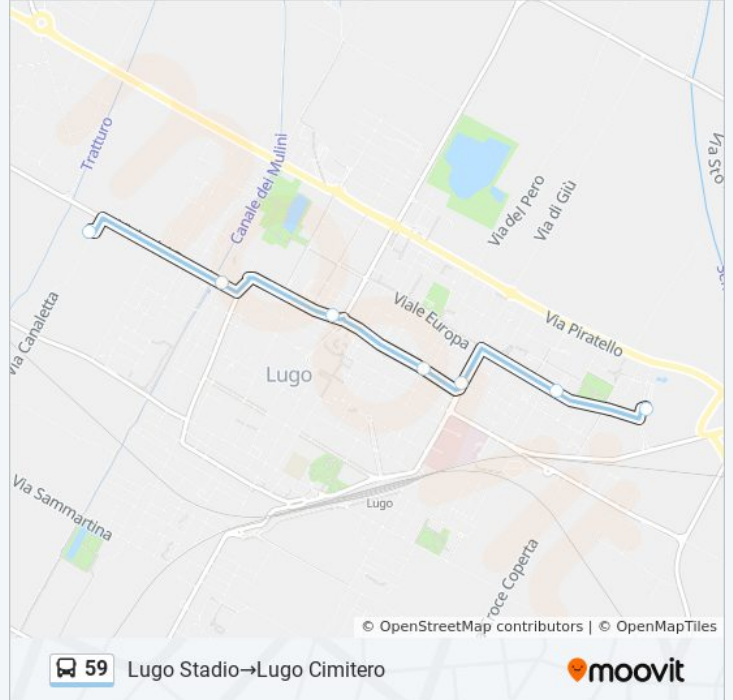 Tratturo
Canale dei Mulini
Via Sto
Via del Pero
Via di Giù
Via Canaletta
Viale Europa
Via Piratello
Lugo
Via Sammartina
Lugo
roce Coperta
© OpenStreetMap contributors | © OpenMapTiles
59 Lugo Stadio→Lugo Cimitero
moovit